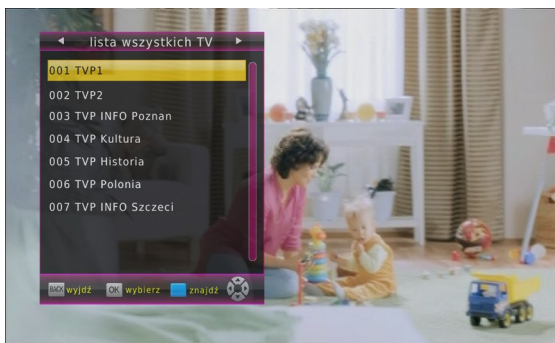 lista wszystkich TV
001 TVP1
002 TVP2
003 TVP INFO Poznan
004 TVP Kultura
005 TVP Historia
006 TVP Polonia
007 TVP INFO Szczeci
BACK wyjdź OK wybierz znajdź